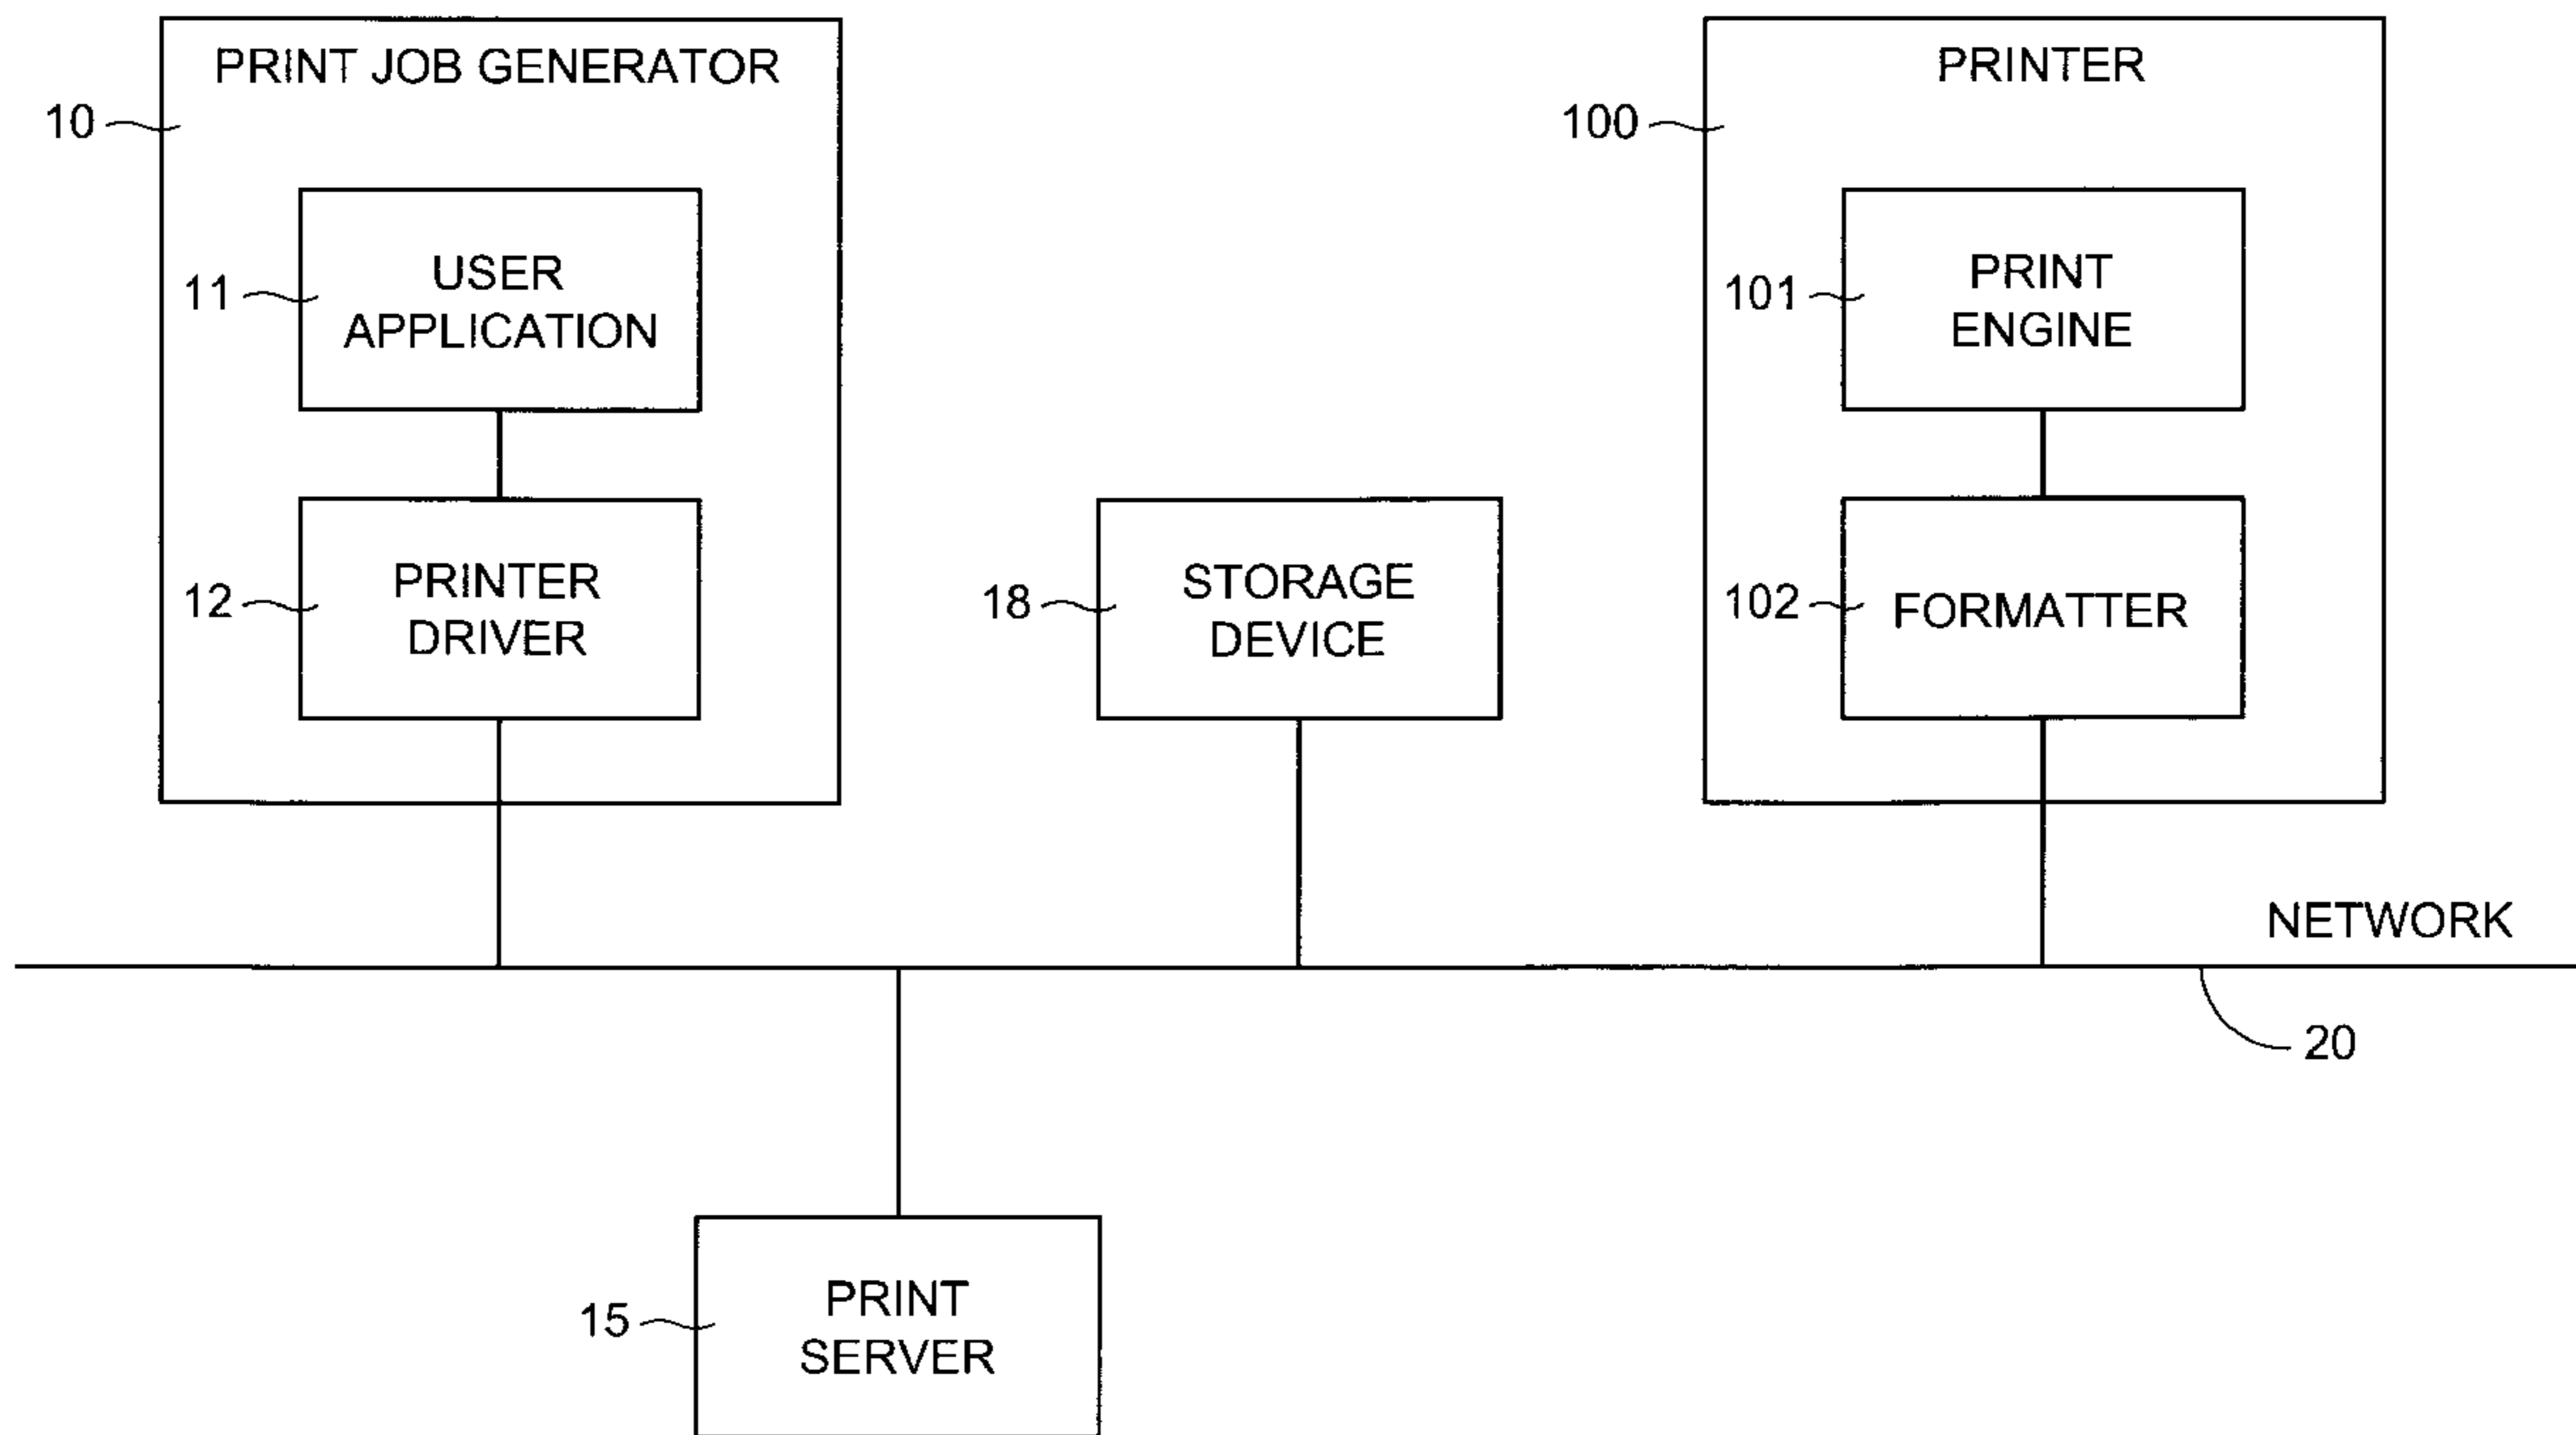 PRINT JOB GENERATOR
10
USER
APPLICATION
11
PRINTER
DRIVER
12
STORAGE
DEVICE
18
PRINTER
100
PRINT
ENGINE
101
FORMATTER
102
NETWORK
20
PRINT
SERVER
15